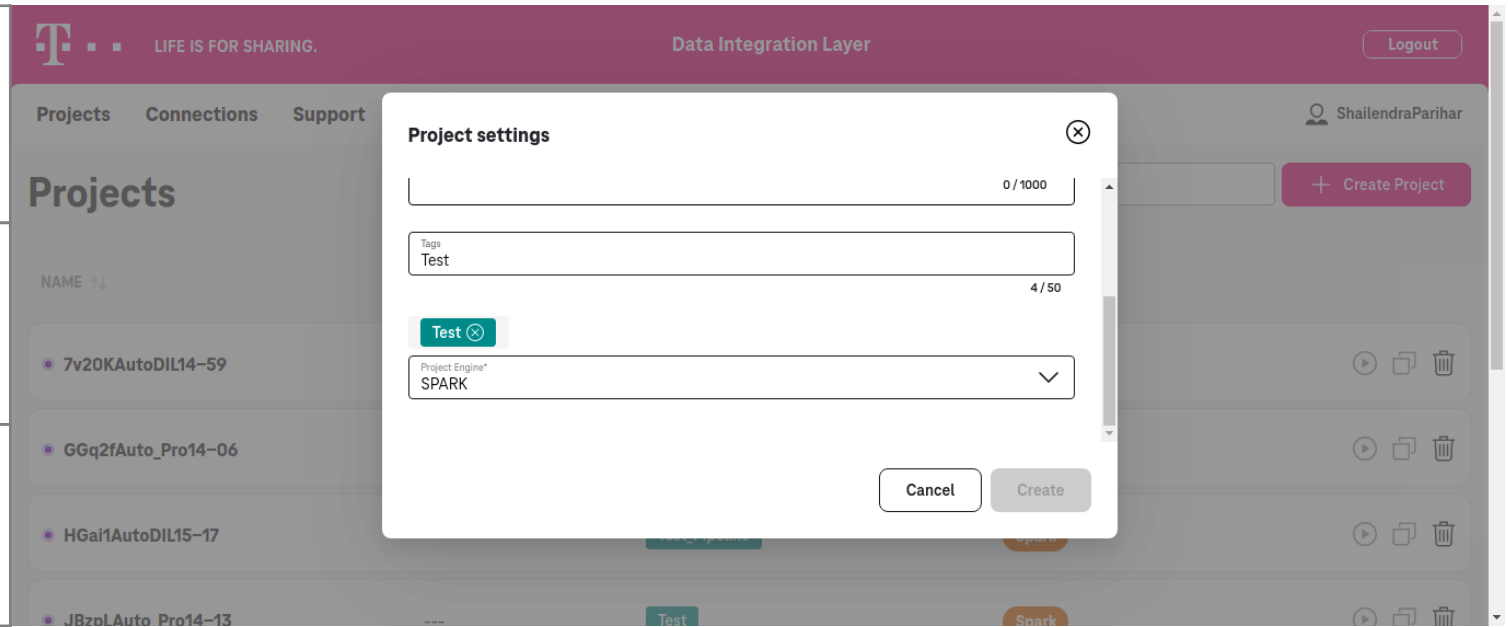 T
LIFE IS FOR SHARING.
Data Integration Layer
Logout
Projects
Connections
Support
ShailendraParihar
Project settings
Projects
0 / 1000
Create Project
Tags
Test
4 / 50
NAME
Test
Project Engine*
SPARK
7v20KAutoDIL14-59
GGq2fAuto_Pro14-06
Cancel
Create
HGai1AutoDIL15-17
Test_Pipeline
Spark
JBzpLAuto_Pro14-13
---
Test
Spark